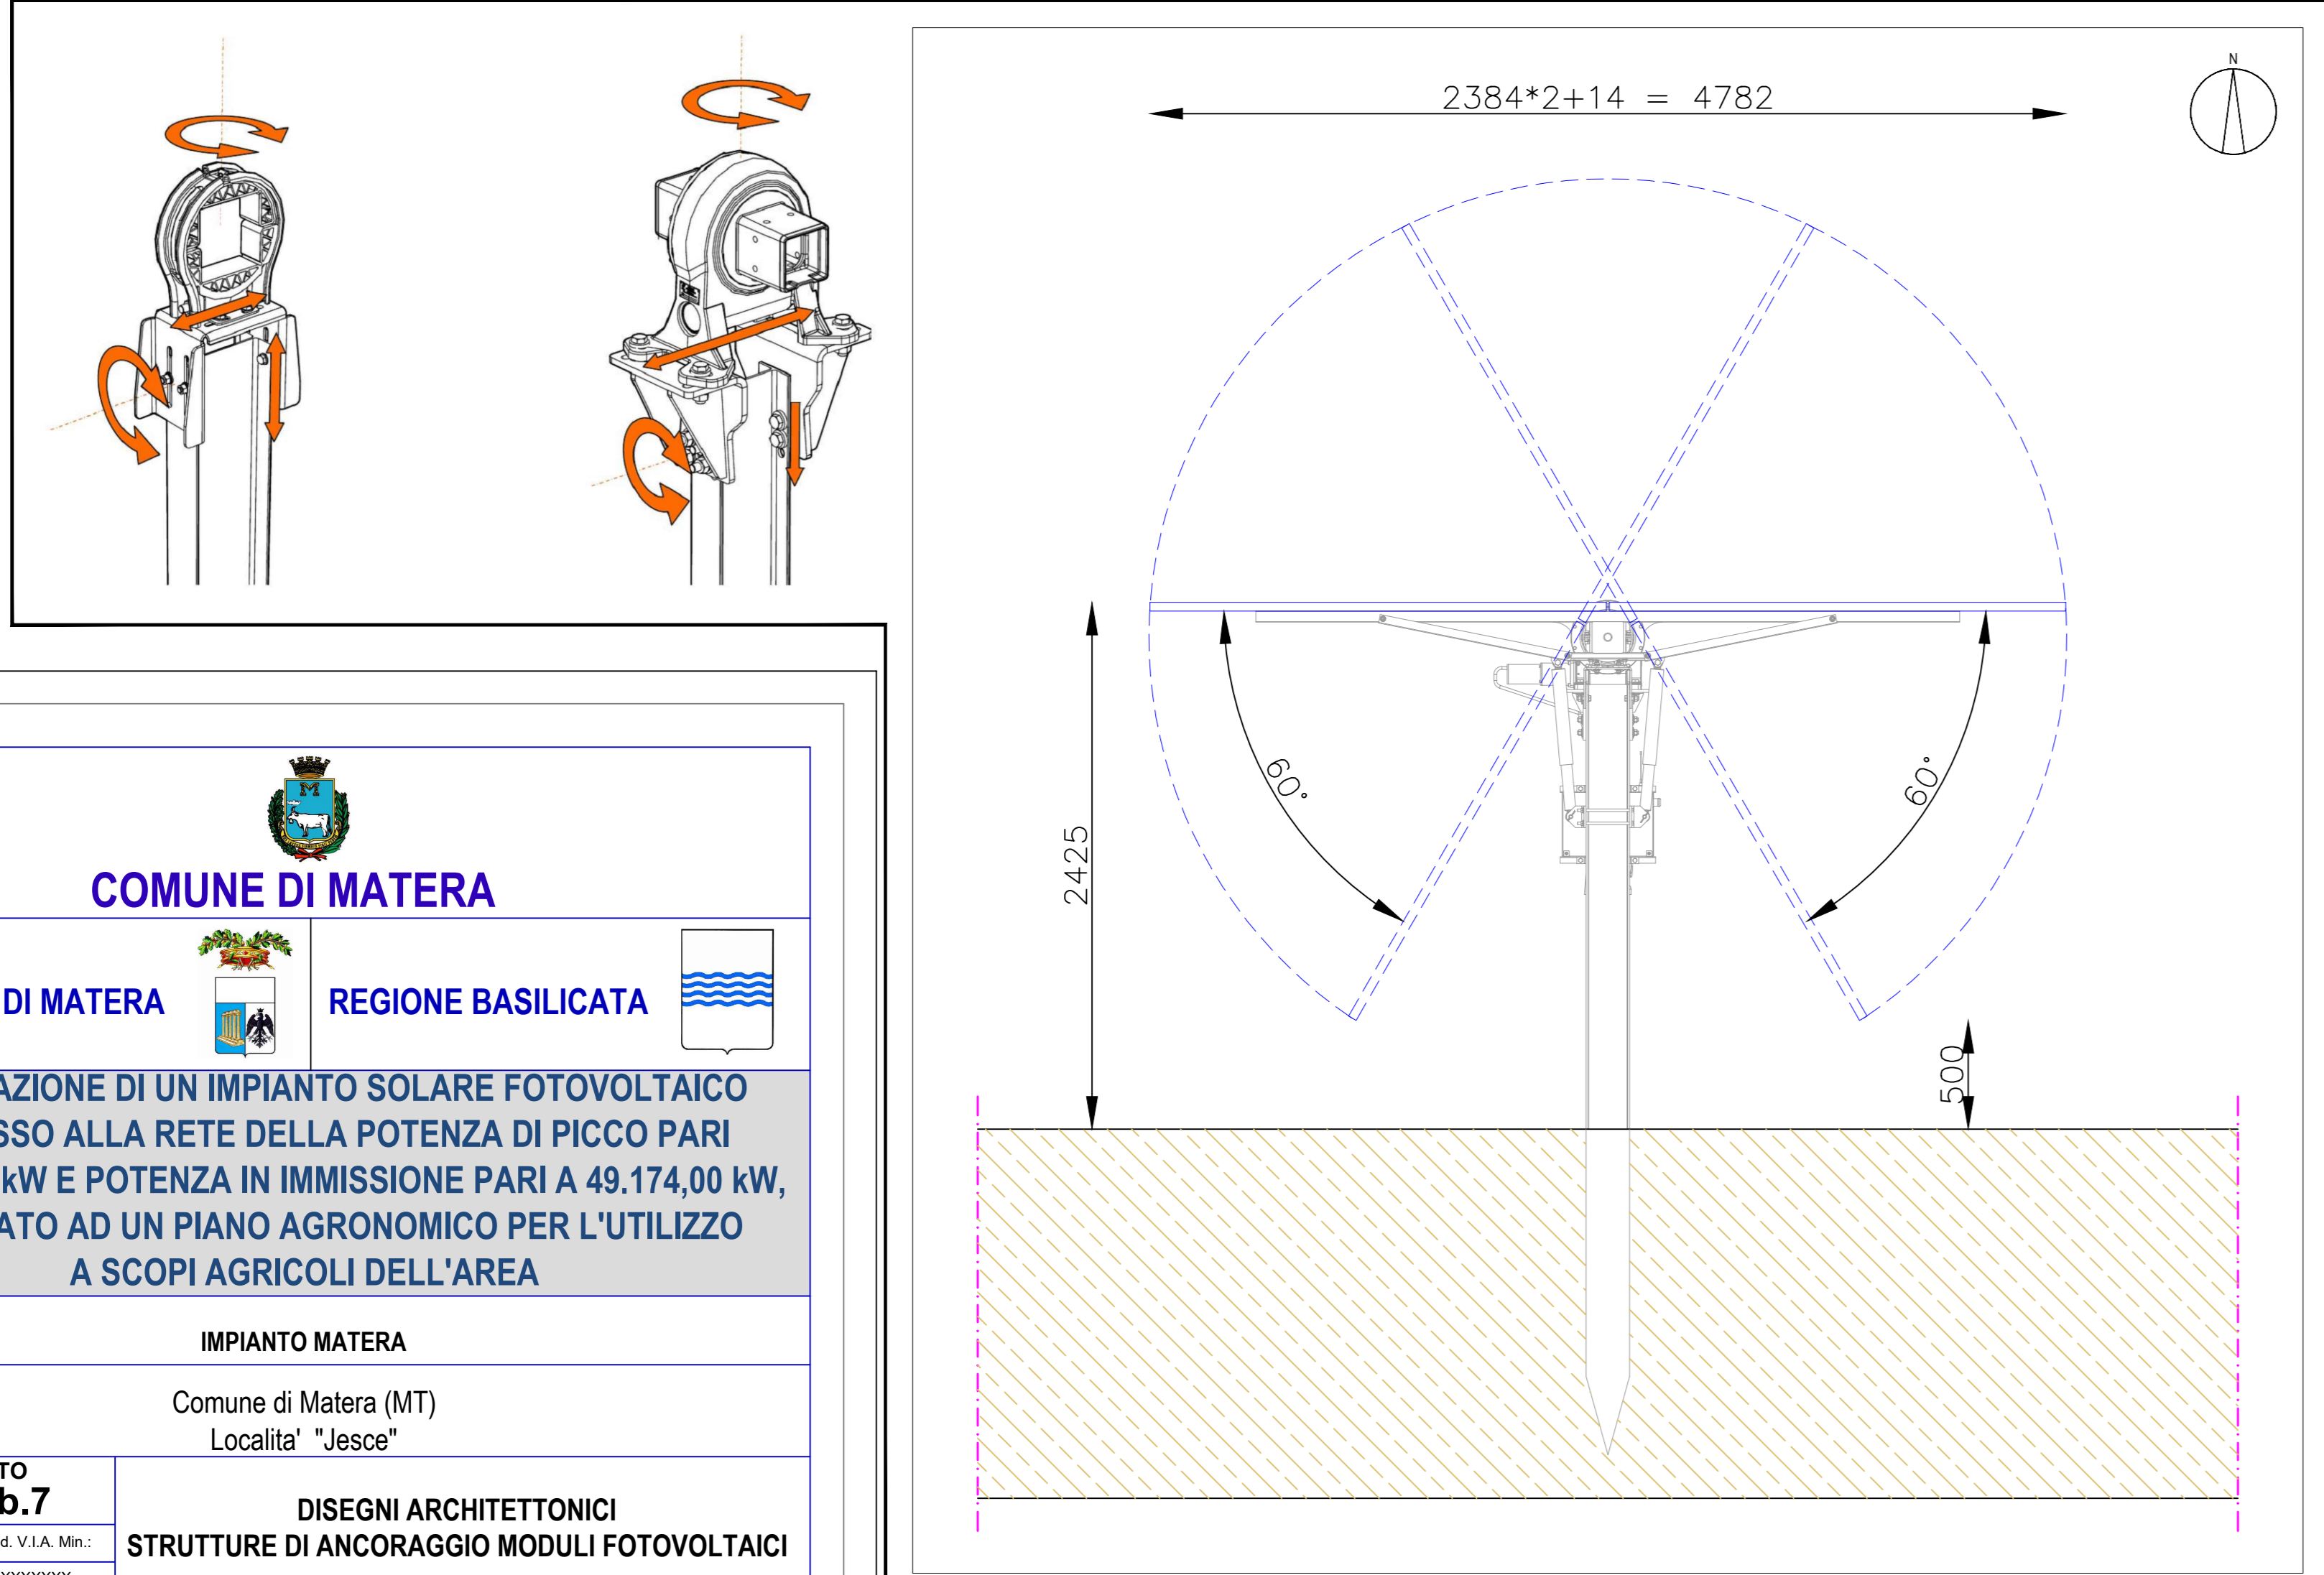 2384*2+14 = 4782
N
2425
60°
60°
500
COMUNE DI MATERA
DI MATERA
REGIONE BASILICATA
AZIONE DI UN IMPIANTO SOLARE FOTOVOLTAICO
SSO ALLA RETE DELLA POTENZA DI PICCO PARI
kW E POTENZA IN IMMISSIONE PARI A 49.174,00 kW,
ATO AD UN PIANO AGRONOMICO PER L'UTILIZZO
A SCOPI AGRICOLI DELL'AREA
IMPIANTO MATERA
Comune di Matera (MT)
Localita' "Jesce"
TO
b.7
d. V.I.A. Min.:
DISEGNI ARCHITETTONICI
STRUTTURE DI ANCORAGGIO MODULI FOTOVOLTAICI